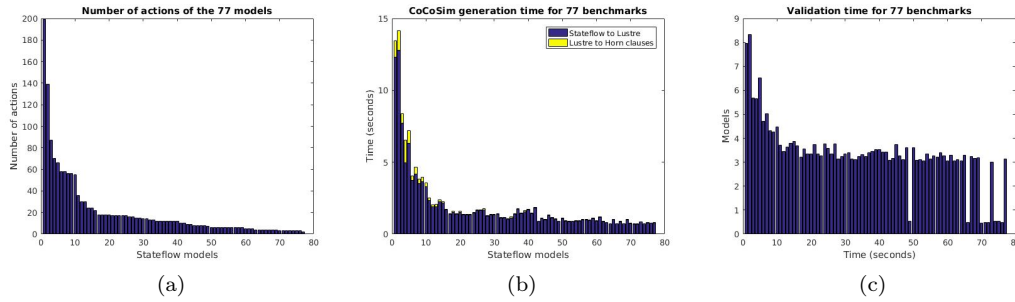 Number of actions of the 77 models
Number of actions
200
180
160
140
120
100
80
60
40
20
0
0 10 20 30 40 50 60 70 80
Stateflow models
(a)
CoCoSim generation time for 77 benchmarks
Stateflow to Lustre
Lustre to Horn clauses
Time (seconds)
15
10
5
0
0 10 20 30 40 50 60 70 80
Stateflow models
(b)
Validation time for 77 benchmarks
Models
9
8
7
6
5
4
3
2
1
0
0 10 20 30 40 50 60 70 80
Time (seconds)
(c)